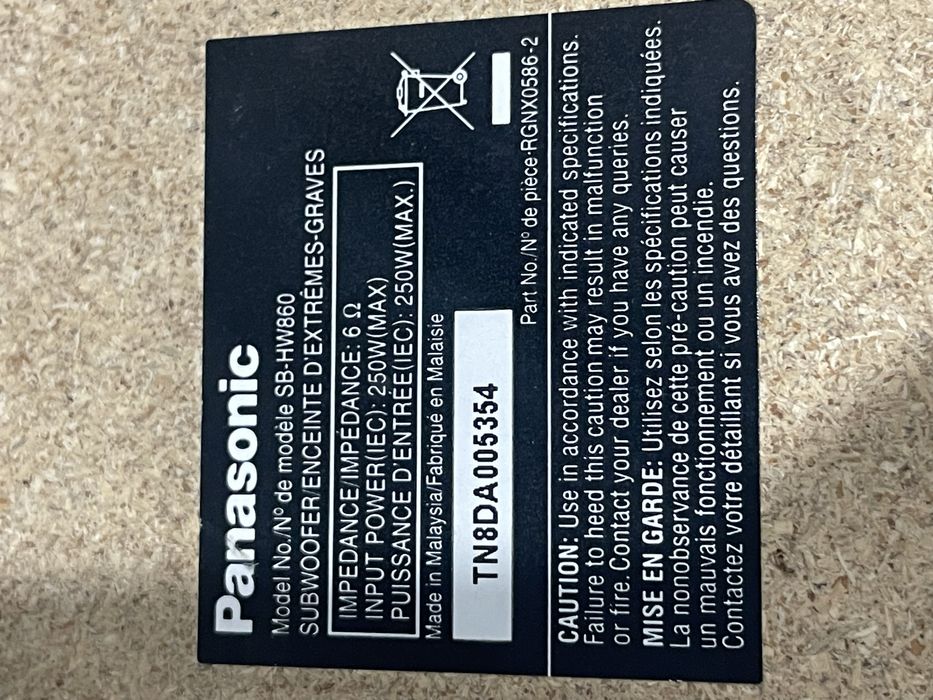 Panasonic
Model No./Nº de modèle SB-HW860
SUBWOOFER/ENCEINTE D'EXTRÊMES-GRAVES
IMPEDANCE/IMPEDANCE: 6 Ω
INPUT POWER(IEC): 250W(MAX)
PUISSANCE D'ENTRÉE(IEC): 250W(MAX.)
Made in Malaysia/Fabriqué en Malaisie
TN8DA005354
Part No./Nº de pièce·RGNX0586-2
CAUTION: Use in accordance with indicated specifications.
Failure to heed this caution may result in malfunction
or fire. Contact your dealer if you have any queries.
MISE EN GARDE: Utilisez selon les spécifications indiquées.
La nonobservance de cette pré-caution peut causer
un mauvais fonctionnement ou un incendie.
Contactez votre détaillant si vous avez des questions.